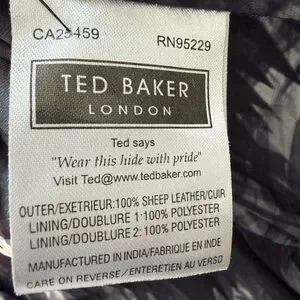 CA25459 RN95229
TED BAKER
LONDON
Ted says
"Wear this hide with pride"
Visit Ted@www.tedbaker.com
OUTER/EXETRIEUR:100% SHEEP LEATHER/CUIR
LINING/DOUBLURE 1:100% POLYESTER
LINING/DOUBLURE 2: 100% POLYESTER
MANUFACTURED IN INDIA/FABRIQUE EN INDE
CARE ON REVERSE / ENTERETIEN AU VERSO